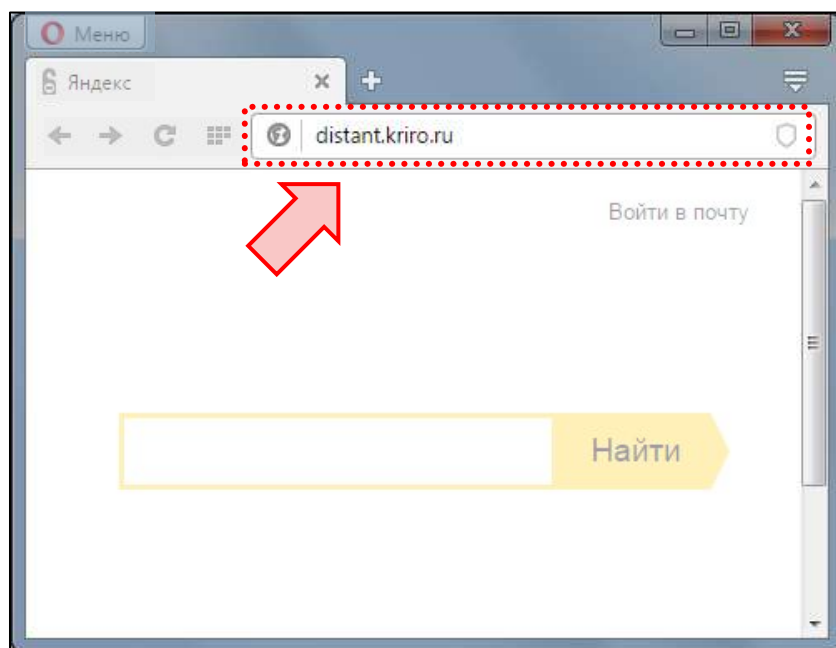 Меню
Яндекс
distant.kriro.ru
Войти в почту
Найти